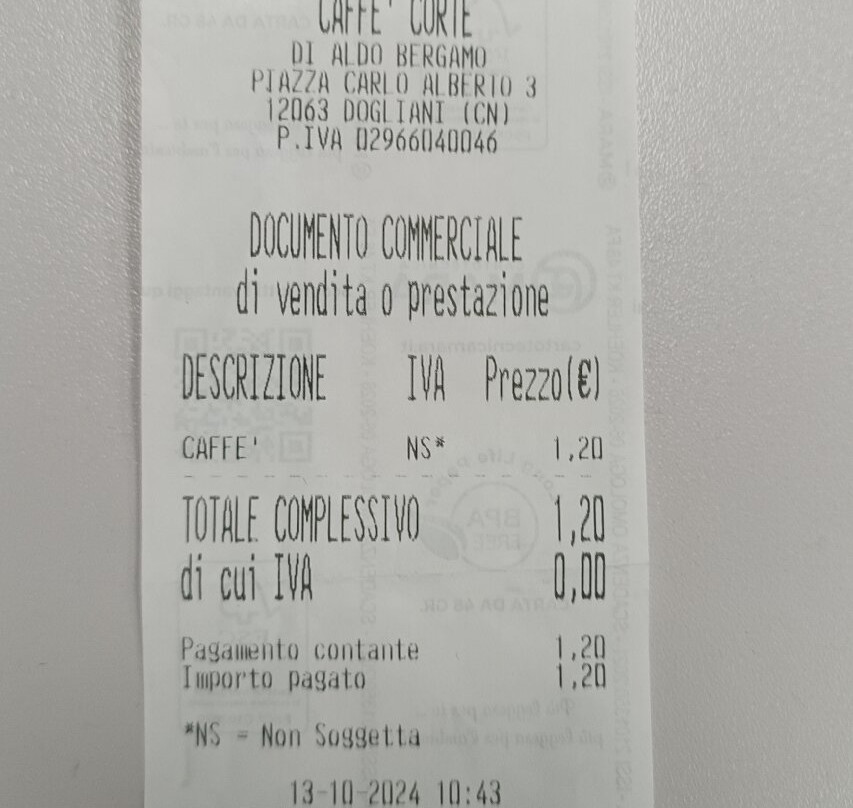 CAFFE' CORTE
DI ALDO BERGAMO
PIAZZA CARLO ALBERTO 3
12063 DOGLIANI (CN)
P.IVA 02966040046
DOCUMENTO COMMERCIALE
di vendita o prestazione
DESCRIZIONE IVA Prezzo(€)
CAFFE' NS* 1,20
TOTALE COMPLESSIVO 1,20
di cui IVA 0,00
Pagamento contante 1,20
Importo pagato 1,20
*NS = Non Soggetta
13-10-2024 10:43